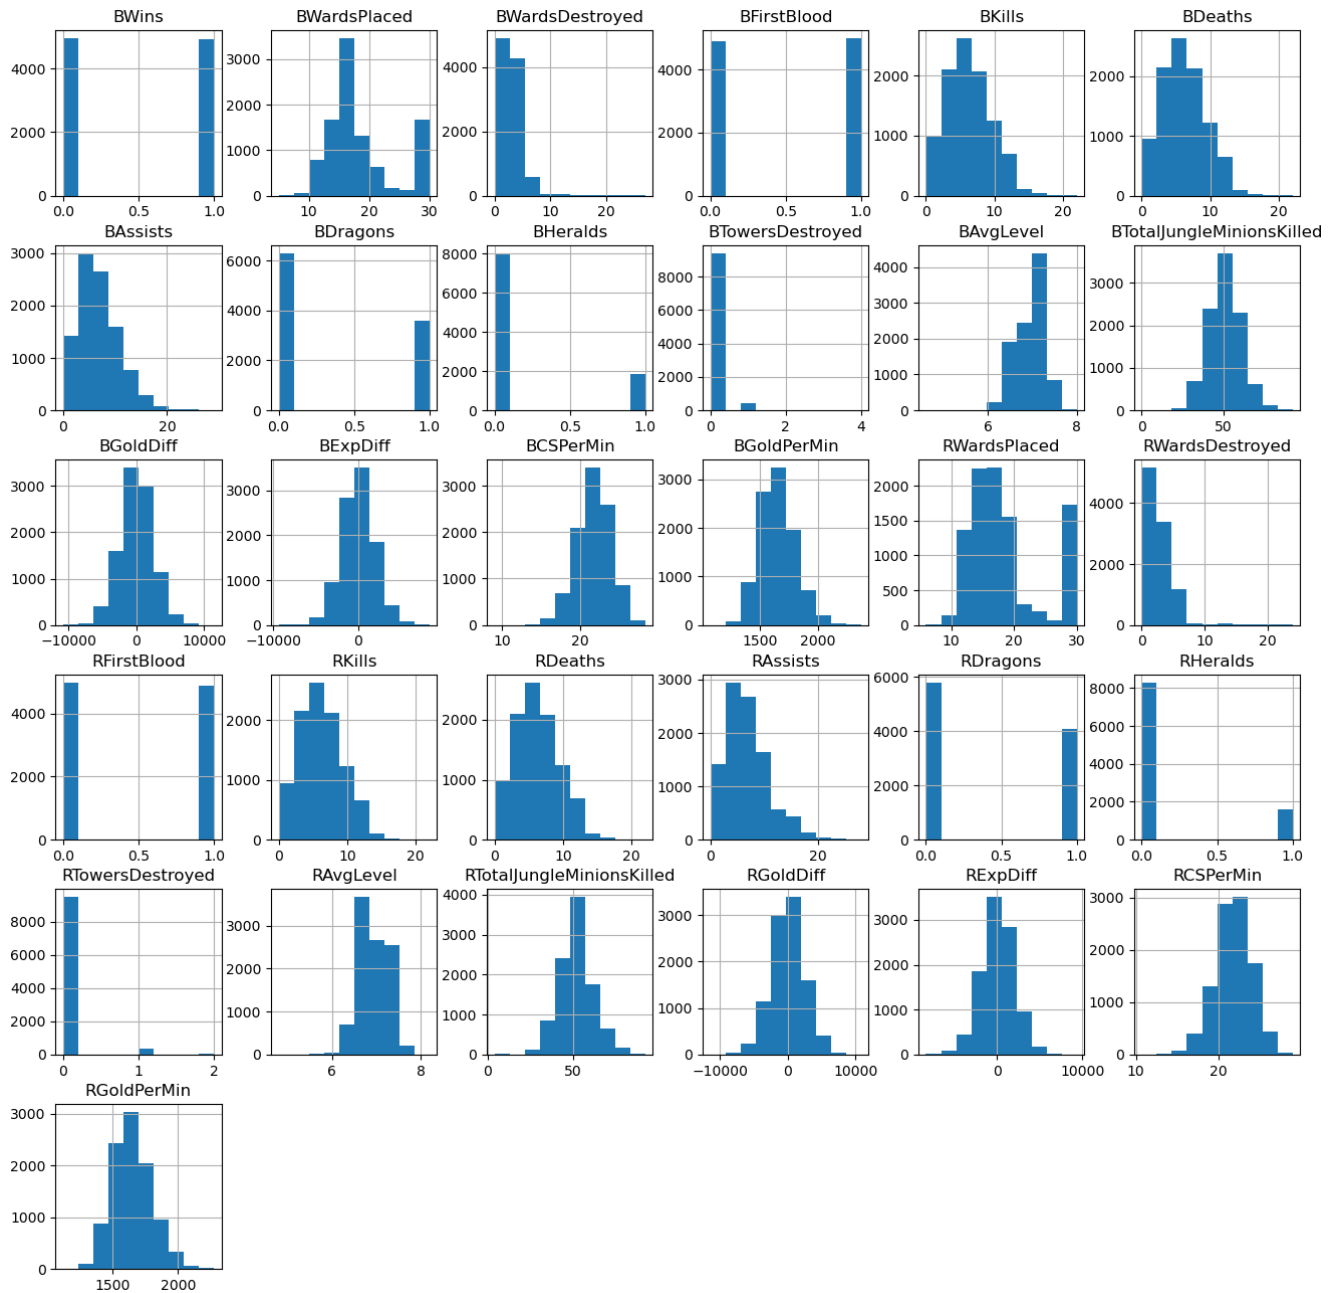 BWins BWardsPlaced BWardsDestroyed BFirstBlood BKills BDeaths
4000 3000 4000 4000 2000 2000
2000 2000 2000 2000 1000 1000
1000
0 0 0 0 0 0
0.0 0.5 1.0 10 20 30 0 10 20 0.0 0.5 1.0 0 10 20 0 10 20
BAssists BDragons BHeralds BTowersDestroyed BAvgLevel BTotalJungleMinionsKilled
3000 6000 8000 8000 4000 3000
2000 4000 6000 6000 3000 2000
1000 2000 4000 4000 2000 1000
2000 2000 1000
0 0 0 0 0 0
0 20 0.0 0.5 1.0 0.0 0.5 1.0 0 2 4 6 8 50
BGoldDiff BExpDiff BCSPerMin BGoldPerMin RWardsPlaced RWardsDestroyed
3000 3000 3000 3000 2000 4000
2000 2000 2000 2000 1500 2000
1000 1000 1000 1000 1000
500
0 0 0 0 0 0
−10000 0 10000 −10000 0 10 20 1500 2000 10 20 30 0 10 20
RFirstBlood RKills RDeaths RAssists RDragons RHeralds
4000 2000 2000 3000 6000 8000
2000 1000 1000 2000 4000 6000
1000 2000 4000
2000
0 0 0 0 0 0
0.0 0.5 1.0 0 10 20 0 10 20 0 20 0.0 0.5 1.0 0.0 0.5 1.0
RTowersDestroyed RAvgLevel RTotalJungleMinionsKilled RGoldDiff RExpDiff RCSPerMin
8000 3000 4000 3000 3000 3000
6000 2000 3000 2000 2000 2000
4000 1000 2000 1000 1000 1000
2000 1000
0 0 0 0 0 0
0 1 2 6 8 0 50 −10000 0 10000 0 10000 10 20
RGoldPerMin
3000
2000
1000
0
1500 2000